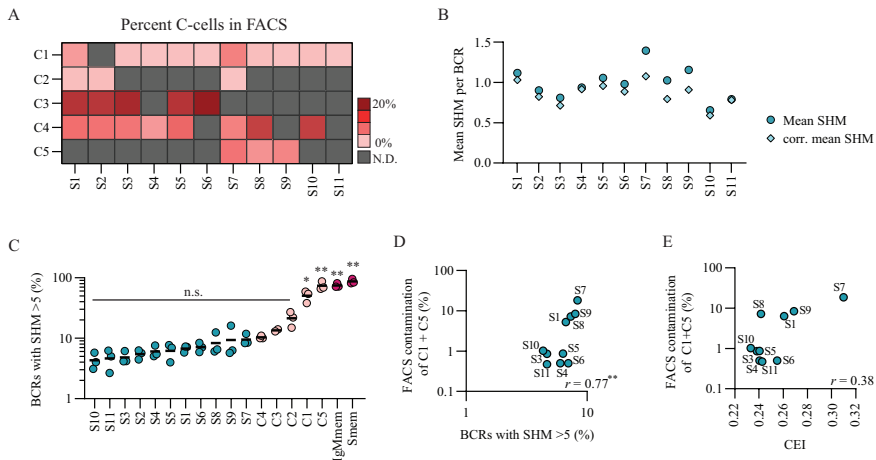 A
Percent C-cells in FACS
C1
C2
C3
C4
C5
20%
0%
N.D.
S1 S2 S3 S4 S5 S6 S7 S8 S9 S10 S11
B
Mean SHM per BCR
1.5
1.0
0.5
0.0
S1 S2 S3 S4 S5 S6 S7 S8 S9 S10 S11
Mean SHM
corr. mean SHM
C
BCRs with SHM >5 (%)
100
10
1
n.s.
* ** ** **
S10 S11 S3 S2 S4 S5 S1 S6 S8 S9 S7 C4 C3 C2 C1 C5 IgMmem Smem
D
FACS contamination
of C1 + C5 (%)
100
10
1
0.1
S7
S1
S9
S8
S10
S5
S3
S6
S11
S4
r = 0.77**
1 10
BCRs with SHM >5 (%)
E
FACS contamination
of C1+C5 (%)
100
10
1
0.1
S7
S8
S9
S1
S10
S5
S3
S6
S4
S11
r = 0.38
0.22 0.24 0.26 0.28 0.30 0.32
CEI